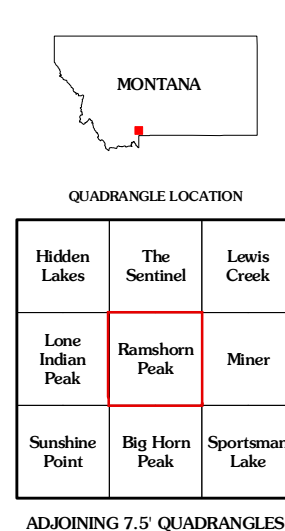 MONTANA
QUADRANGLE LOCATION
Hidden
Lakes
The
Sentinel
Lewis
Creek
Lone
Indian
Peak
Ramshorn
Peak
Miner
Sunshine
Point
Big Horn
Peak
Sportsman
Lake
ADJOINING 7.5' QUADRANGLES